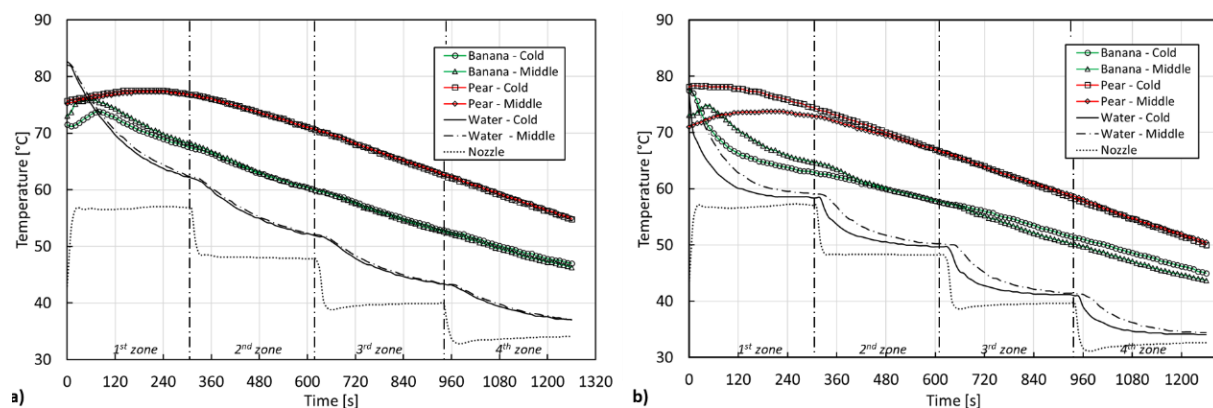 90
80
70
60
50
40
30
Temperature [°C]
Banana - Cold
Banana - Middle
Pear - Cold
Pear - Middle
Water - Cold
Water - Middle
Nozzle
1st zone
2nd zone
3rd zone
4th zone
0 120 240 360 480 600 720 840 960 1080 1200 1320
Time [s]
a)
90
80
70
60
50
40
30
Temperature [°C]
Banana - Cold
Banana - Middle
Pear - Cold
Pear - Middle
Water - Cold
Water - Middle
Nozzle
1st zone
2nd zone
3rd zone
4th zone
0 120 240 360 480 600 720 840 960 1080 1200
Time [s]
b)